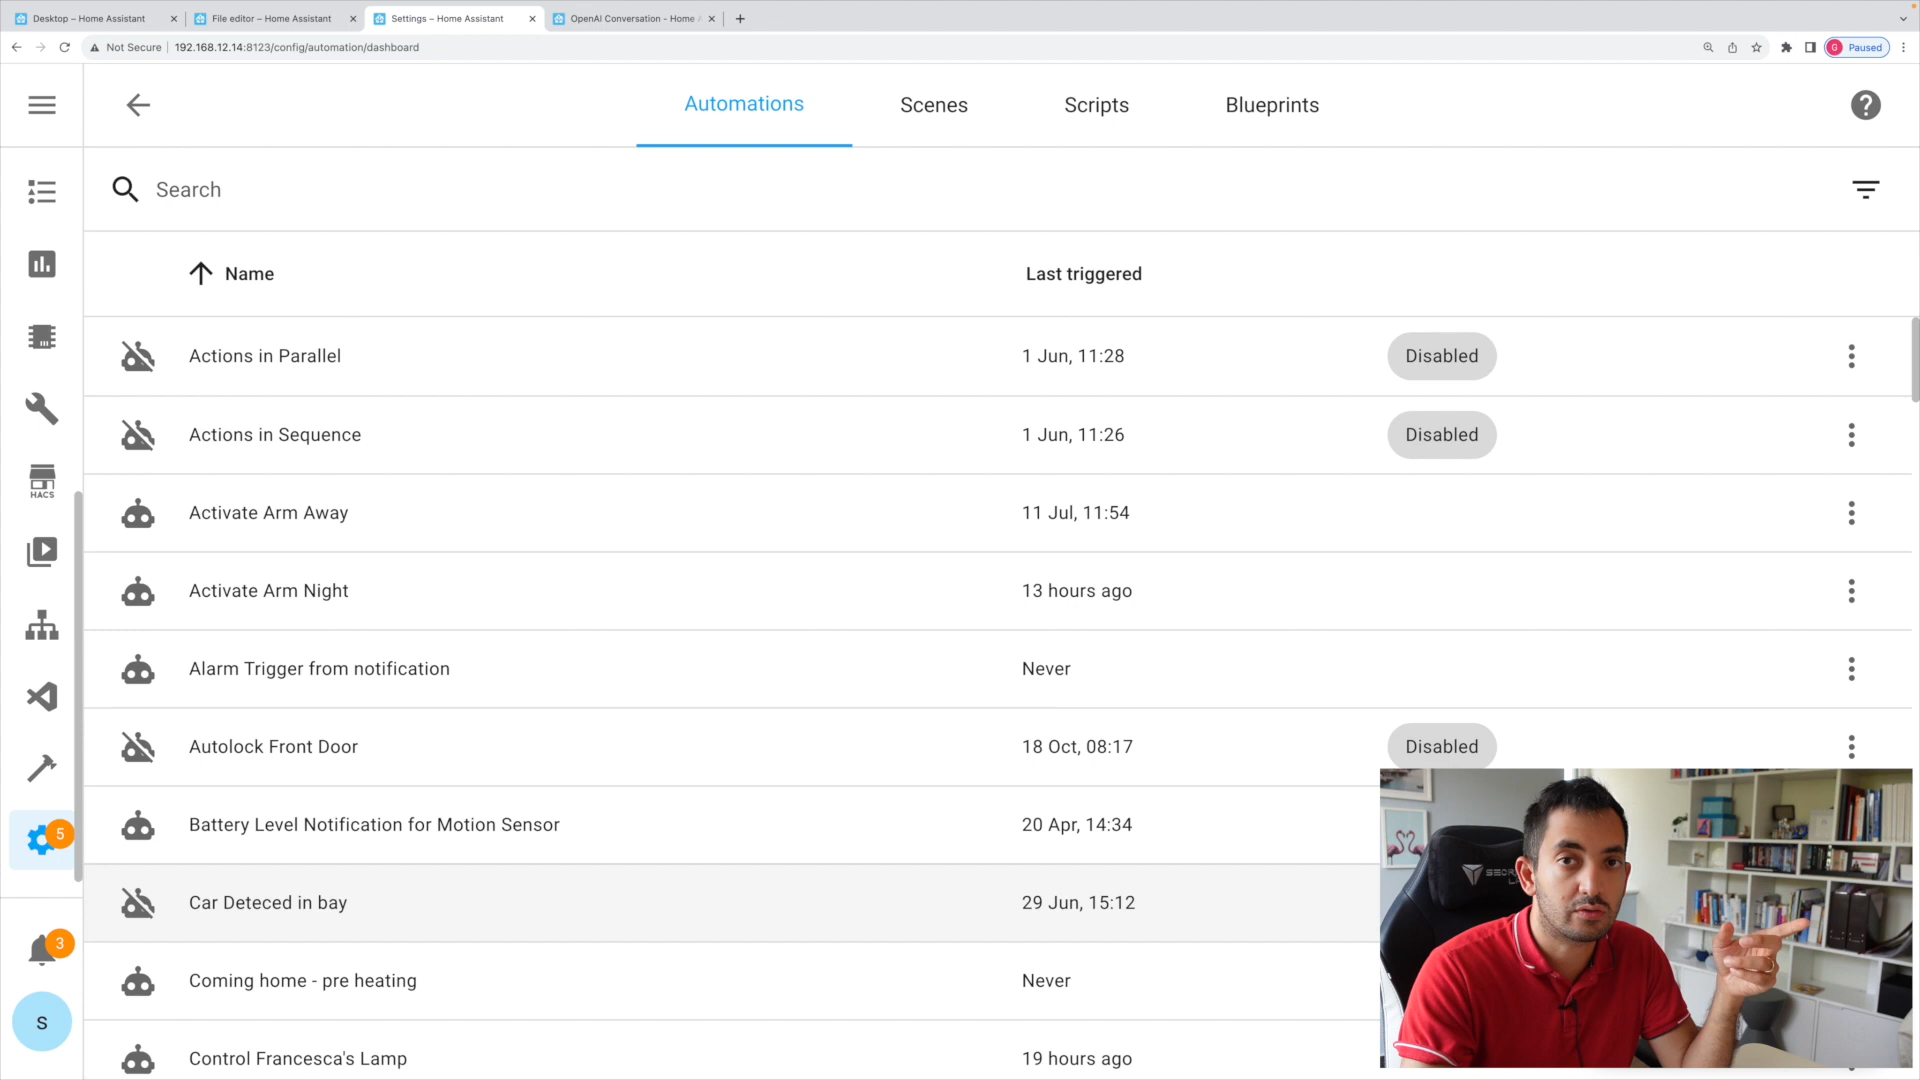 Desktop – Home Assistant
File editor – Home Assistant
Settings – Home Assistant
OpenAI Conversation - Home
Not Secure
192.168.12.14:8123/config/automation/dashboard
G Paused
Automations
Scenes
Scripts
Blueprints
Search
Name
Last triggered
Actions in Parallel
1 Jun, 11:28
Disabled
Actions in Sequence
1 Jun, 11:26
Disabled
HACS
Activate Arm Away
11 Jul, 11:54
Activate Arm Night
13 hours ago
Alarm Trigger from notification
Never
Autolock Front Door
18 Oct, 08:17
Disabled
5
Battery Level Notification for Motion Sensor
20 Apr, 14:34
Car Deteced in bay
29 Jun, 15:12
3
Coming home - pre heating
Never
S
Control Francesca's Lamp
19 hours ago